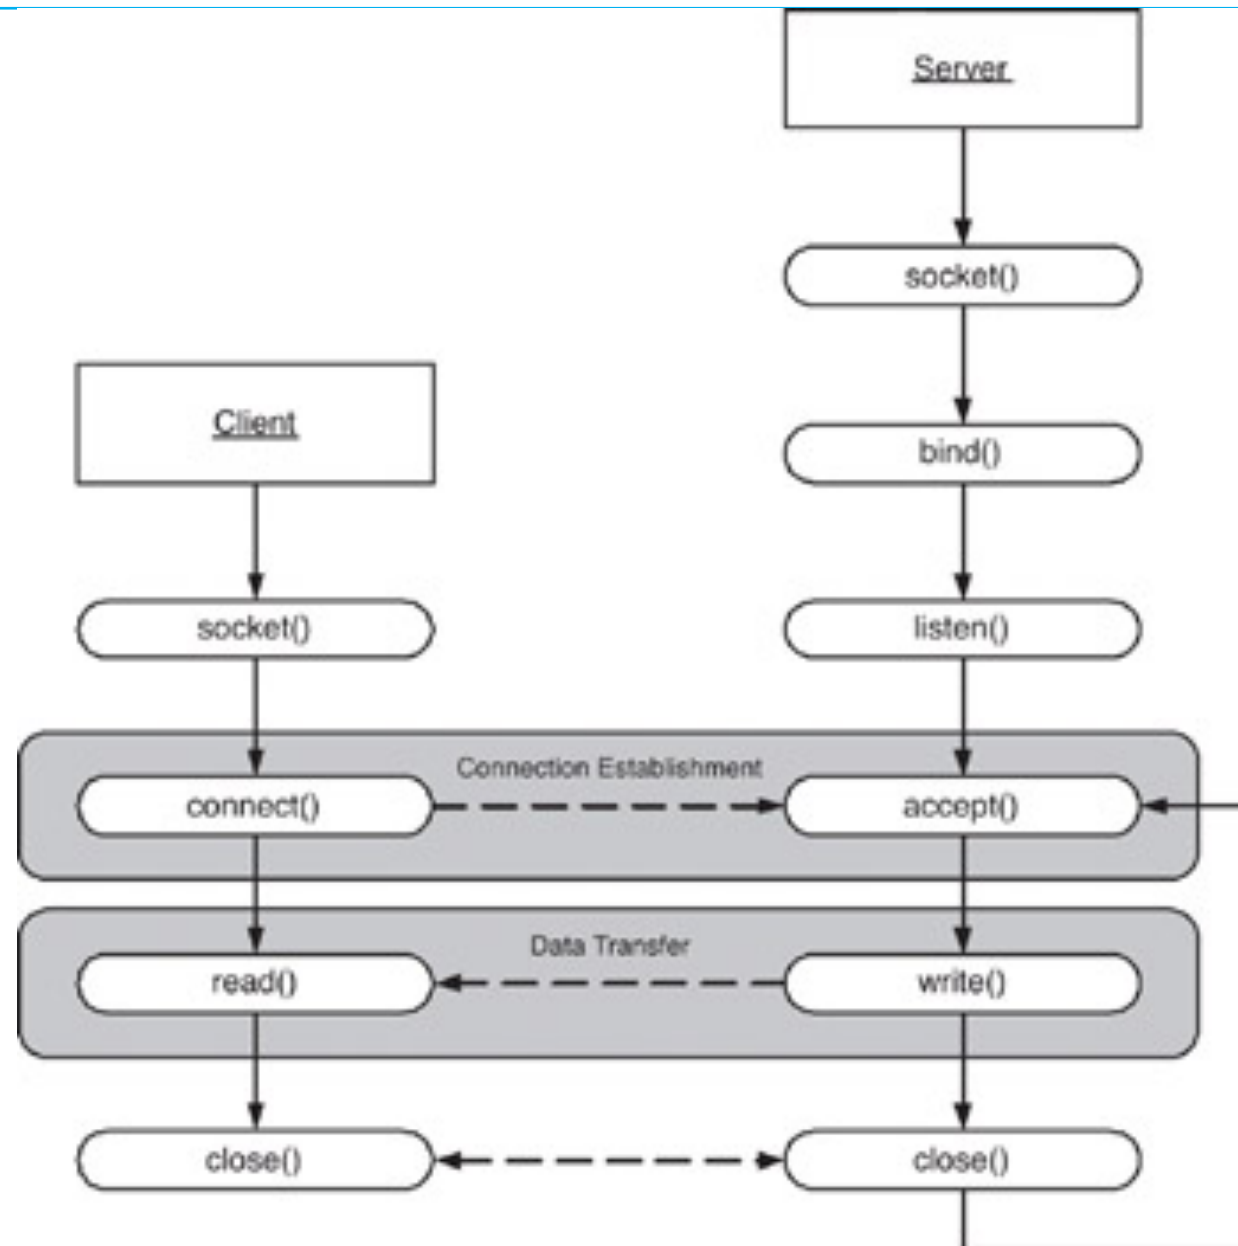 Server
socket()
bind()
Client
socket()
listen()
Connection Establishment
connect()
accept()
Data Transfer
read()
write()
close()
close()